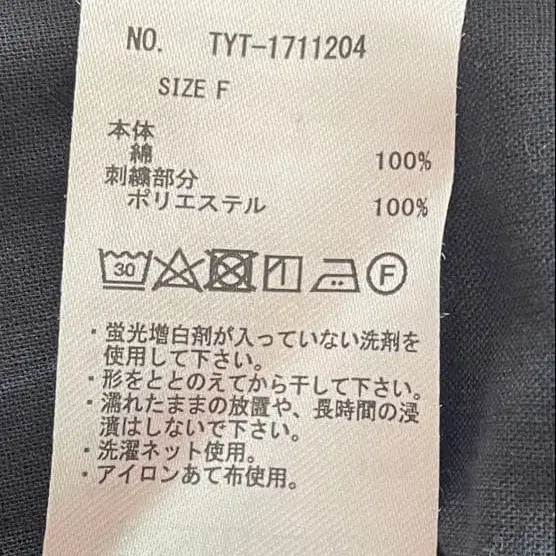 NO. TYT-1711204
SIZE F
本体
綿 100%
刺繍部分
ポリエステル 100%
30 F
・蛍光増白剤が入っていない洗剤を
使用して下さい。
・形をととのえてから干して下さい。
・濡れたままの放置や、長時間の浸
漬はしないで下さい。
・洗濯ネット使用。
・アイロンあて布使用。